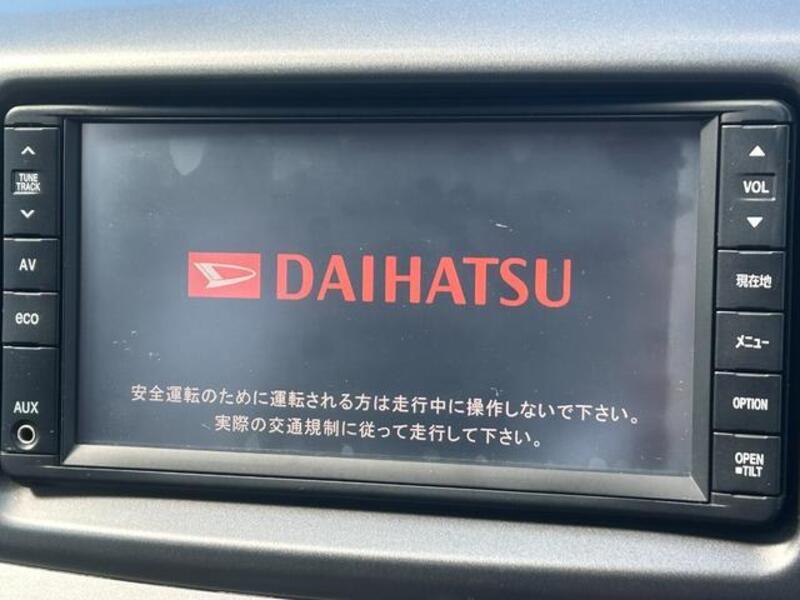 TUNE
TRACK
AV
eco
AUX
DAIHATSU
安全運転のために運転される方は走行中に操作しないで下さい。
実際の交通規制に従って走行して下さい。
VOL
現在地
メニュー
OPTION
OPEN
■TILT